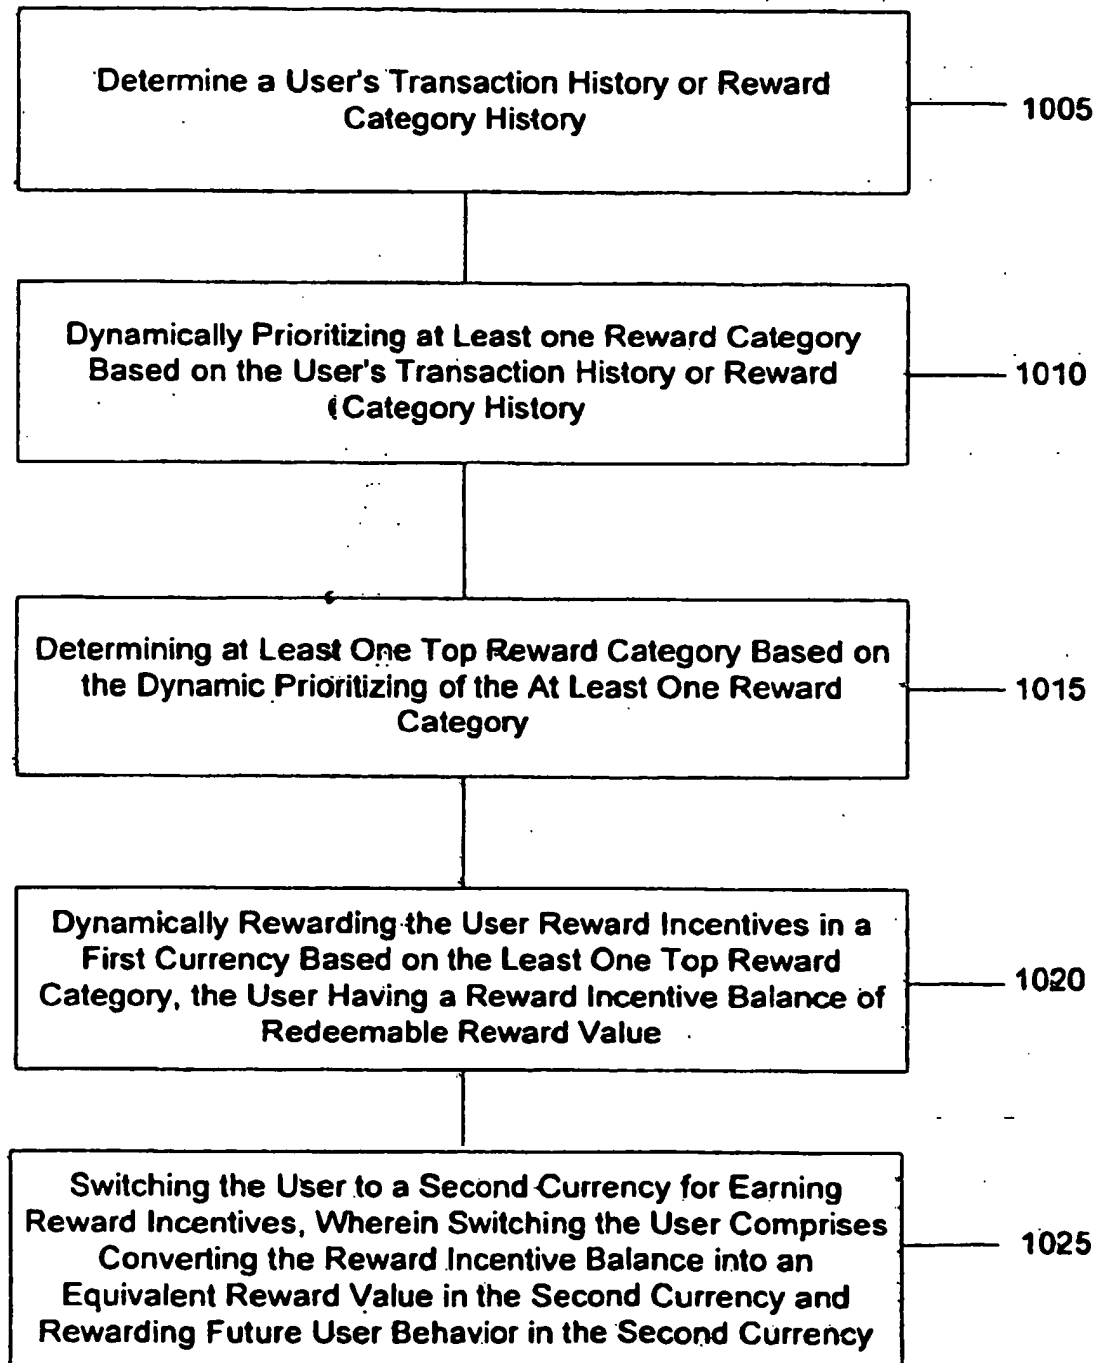 Determine a User's Transaction History or Reward
Category History
1005
Dynamically Prioritizing at Least one Reward Category
Based on the User's Transaction History or Reward
Category History
1010
Determining at Least One Top Reward Category Based on
the Dynamic Prioritizing of the At Least One Reward
Category
1015
Dynamically Rewarding the User Reward Incentives in a
First Currency Based on the Least One Top Reward
Category, the User Having a Reward Incentive Balance of
Redeemable Reward Value
1020
Switching the User to a Second Currency for Earning
Reward Incentives, Wherein Switching the User Comprises
Converting the Reward Incentive Balance into an
Equivalent Reward Value in the Second Currency and
Rewarding Future User Behavior in the Second Currency
1025